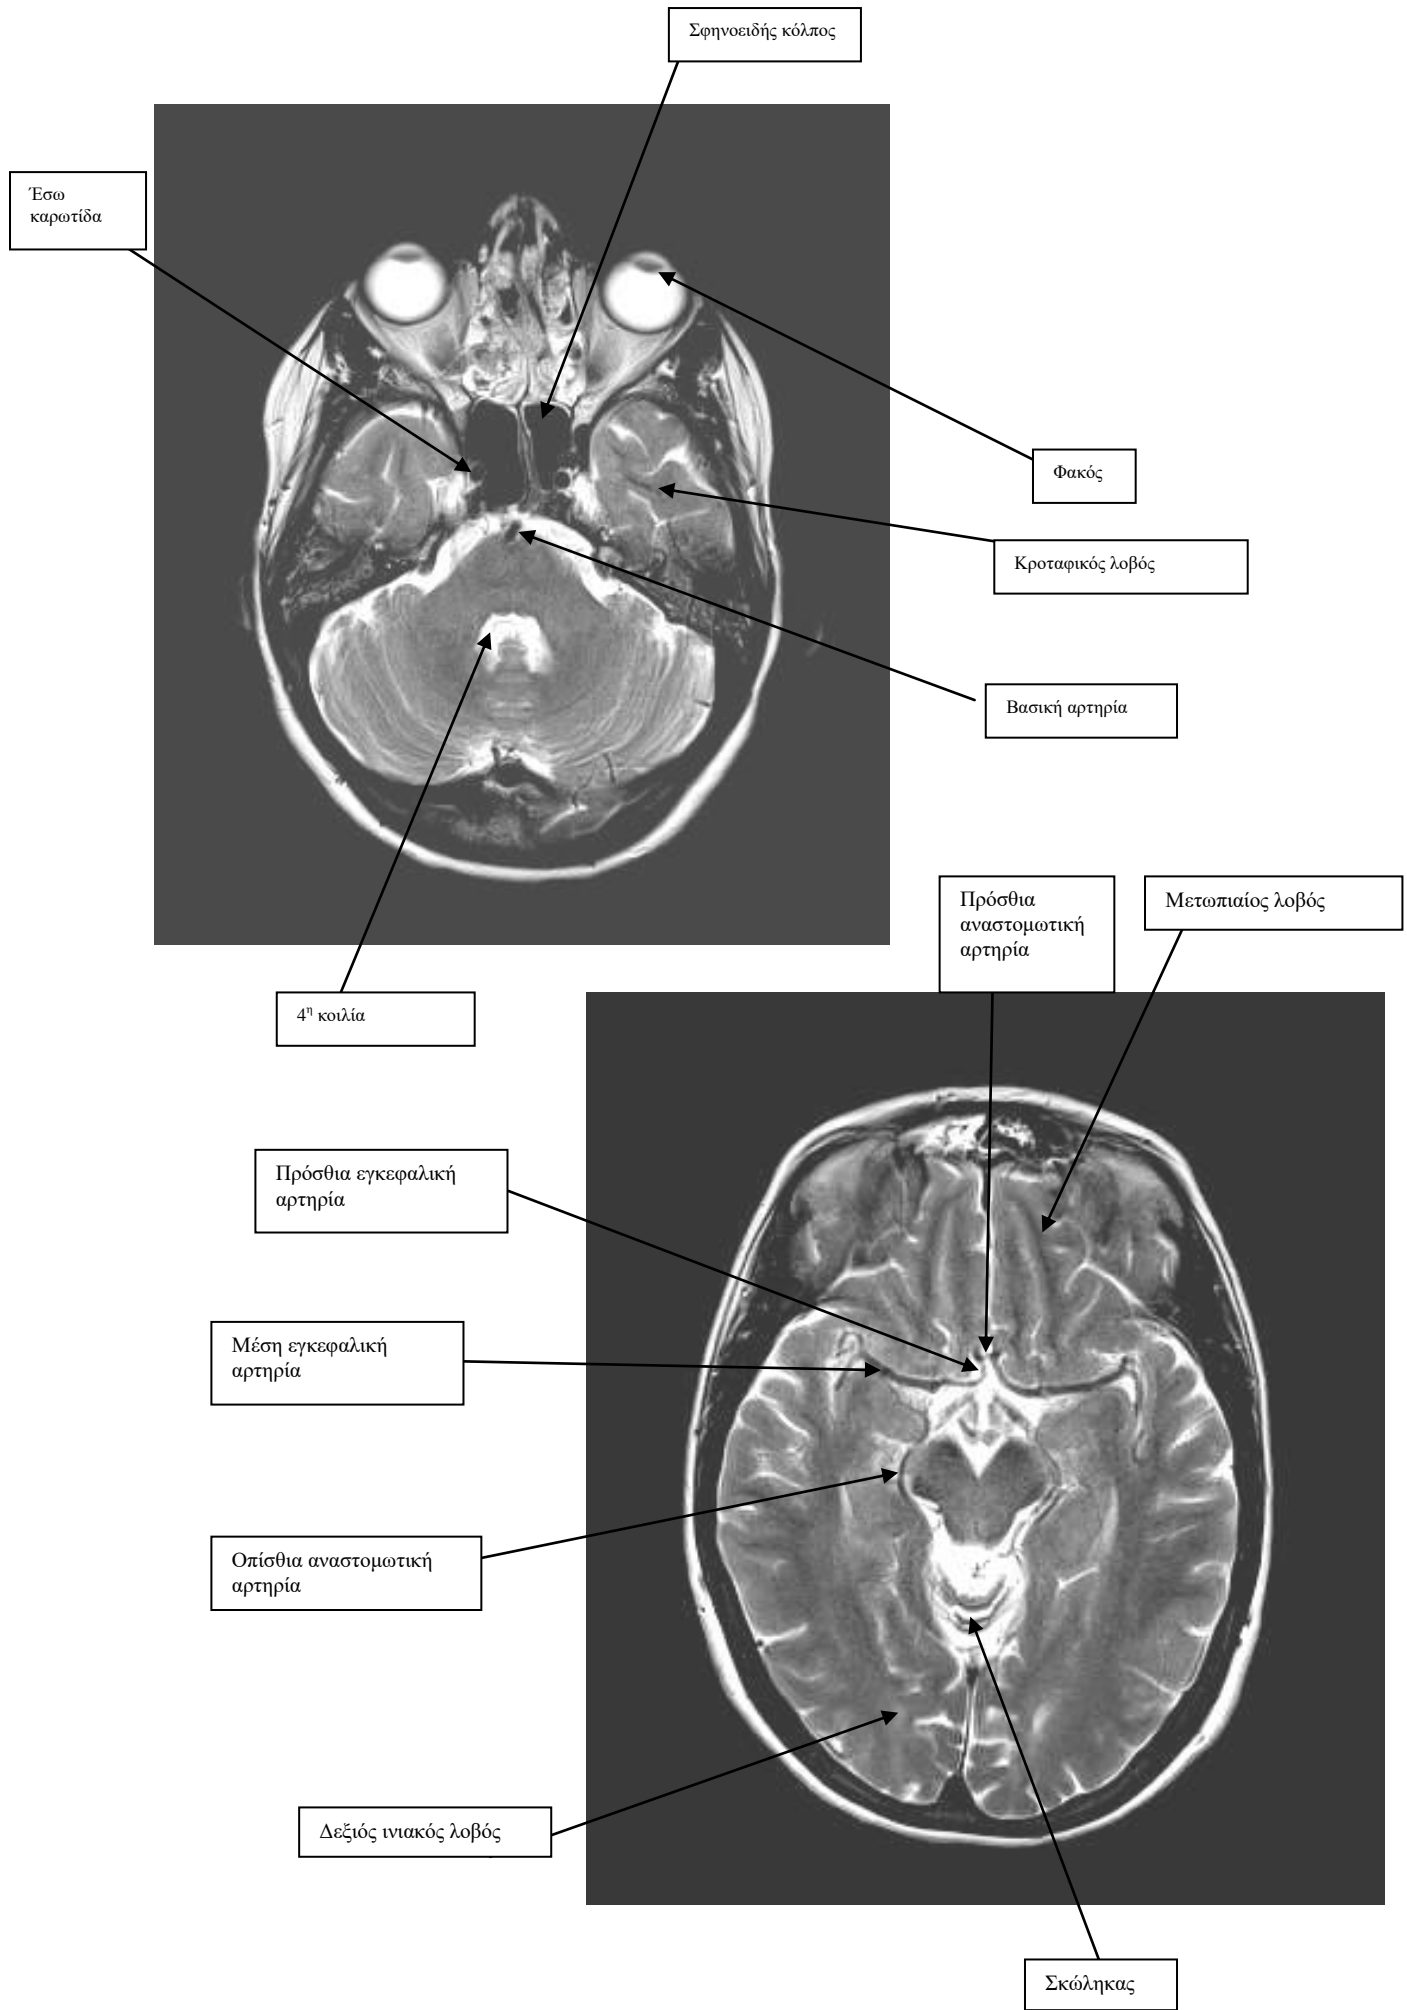 Σφηνοειδής κόλπος
Έσω
καρωτίδα
Φακός
Κροταφικός λοβός
Βασική αρτηρία
4η κοιλία
Πρόσθια
αναστομωτική
αρτηρία
Μετωπιαίος λοβός
Πρόσθια εγκεφαλική
αρτηρία
Μέση εγκεφαλική
αρτηρία
Οπίσθια αναστομωτική
αρτηρία
Δεξιός ινιακός λοβός
Σκώληκας